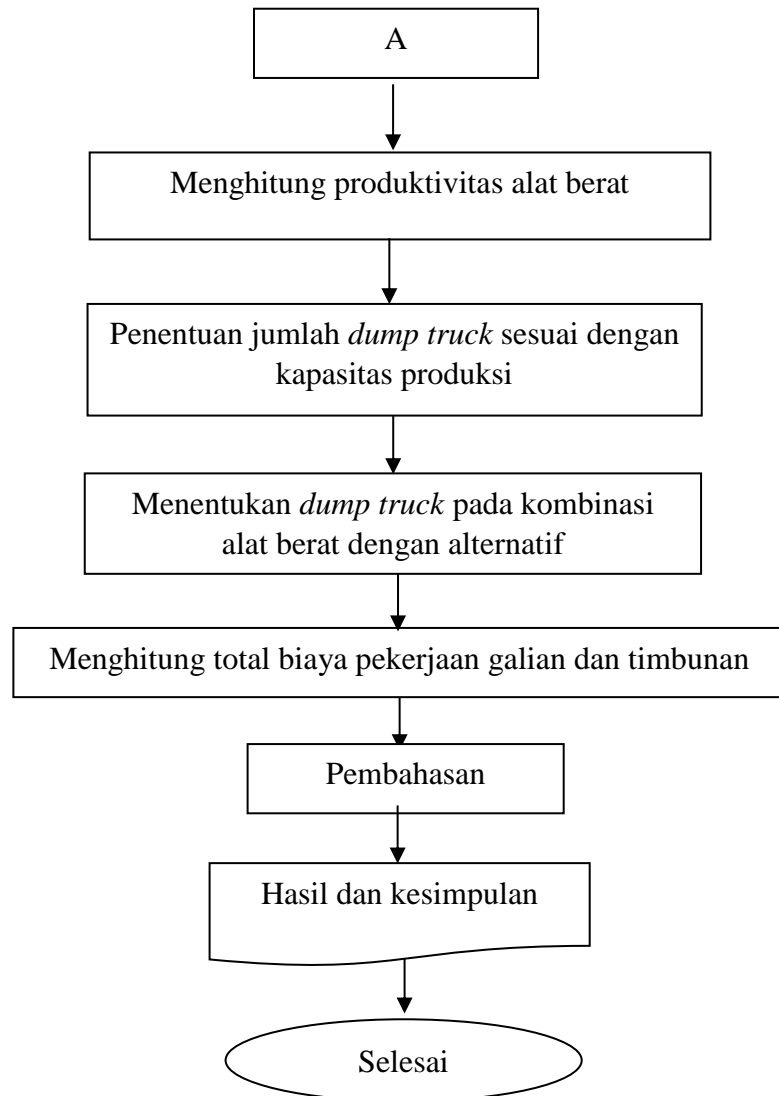 A
Menghitung produktivitas alat berat
Penentuan jumlah dump truck sesuai dengan
kapasitas produksi
Menentukan dump truck pada kombinasi
alat berat dengan alternatif
Menghitung total biaya pekerjaan galian dan timbunan
Pembahasan
Hasil dan kesimpulan
Selesai